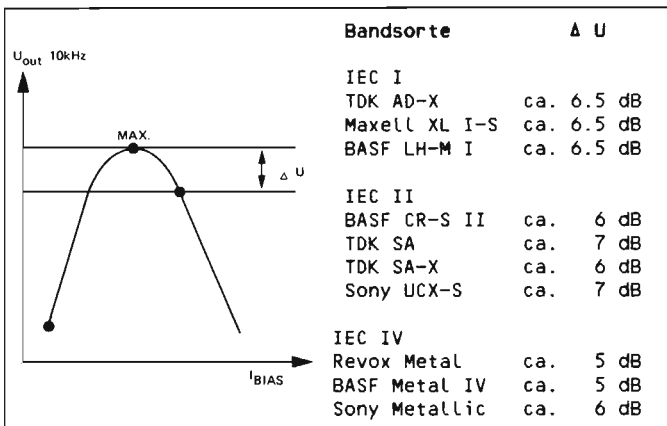 U_out 10kHz
MAX.
Δ U
I_BIAS
Bandsorte Δ U
IEC I
TDK AD-X ca. 6.5 dB
Maxell XL I-S ca. 6.5 dB
BASF LH-M I ca. 6.5 dB
IEC II
BASF CR-S II ca. 6 dB
TDK SA ca. 7 dB
TDK SA-X ca. 6 dB
Sony UCX-S ca. 7 dB
IEC IV
Revox Metal ca. 5 dB
BASF Metal IV ca. 5 dB
Sony Metallic ca. 6 dB